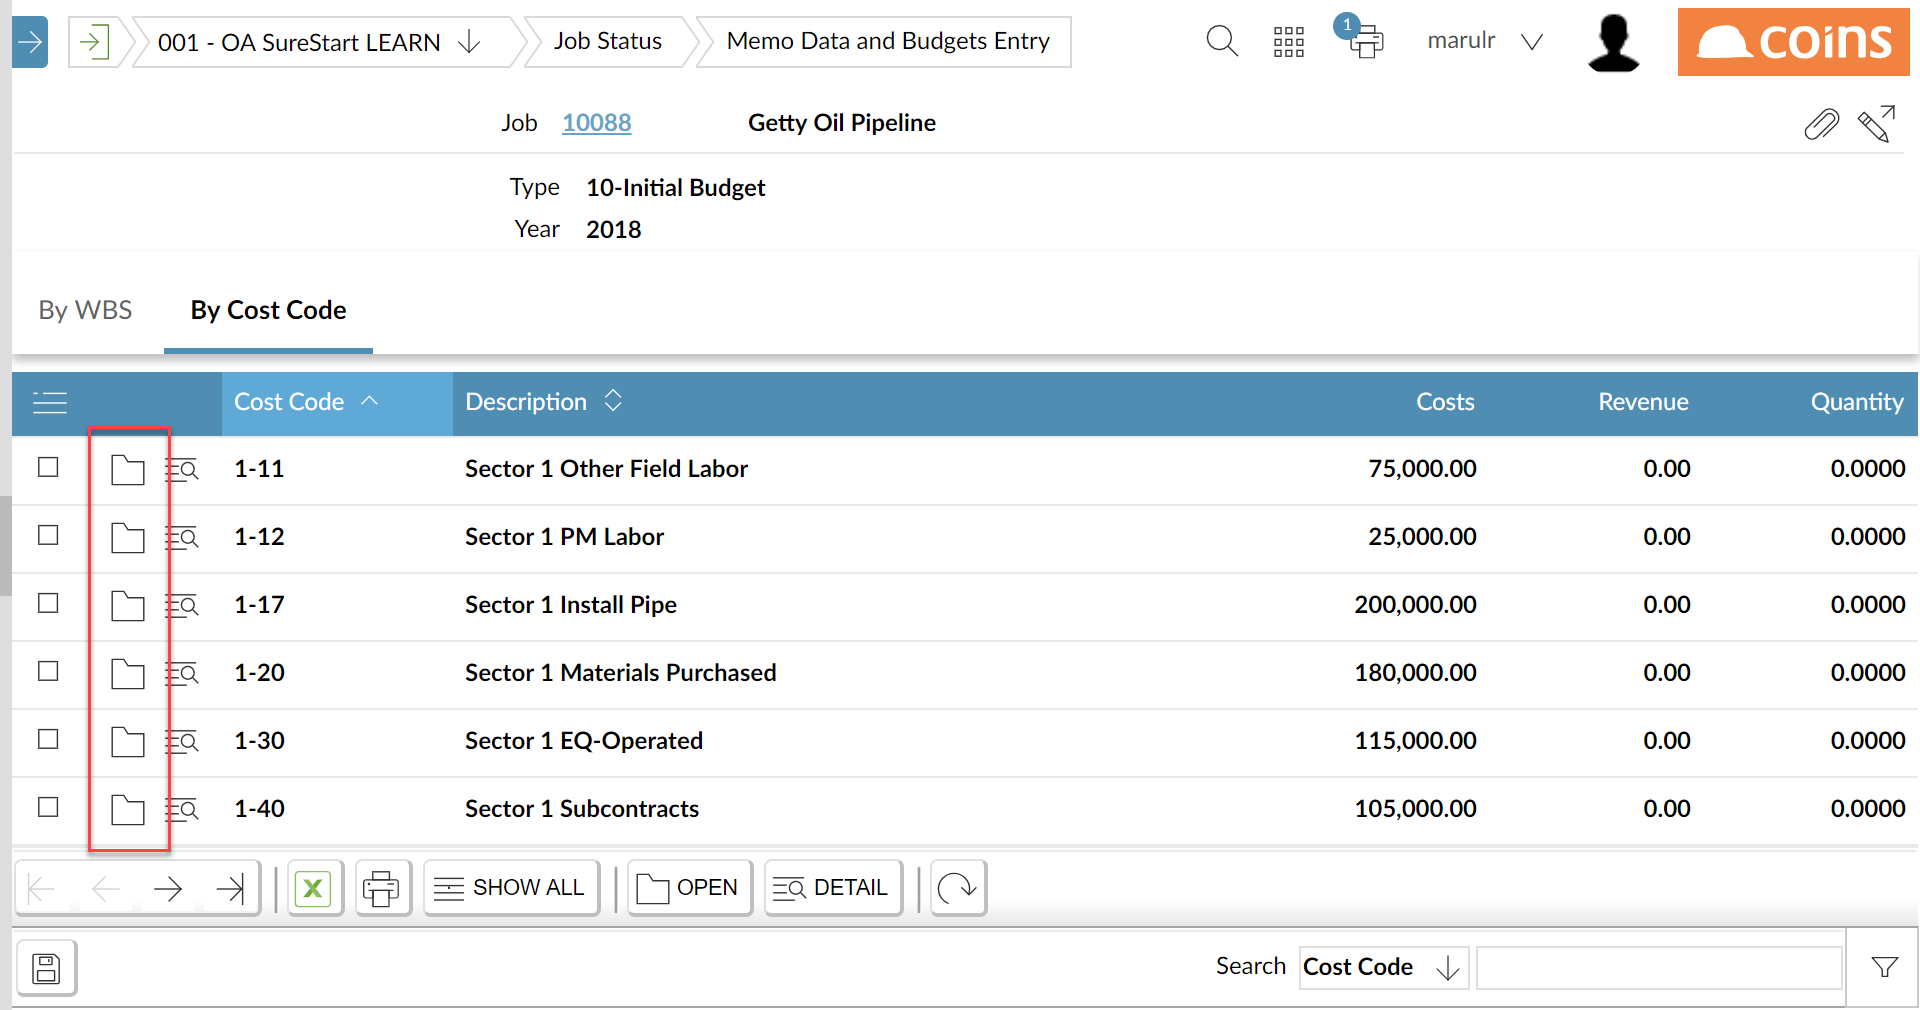 001 - OA SureStart LEARN Job Status Memo Data and Budgets Entry 1 marulr coins
Job 10088 Getty Oil Pipeline
Type 10-Initial Budget
Year 2018
By WBS By Cost Code
Cost Code Description Costs Revenue Quantity
1-11 Sector 1 Other Field Labor 75,000.00 0.00 0.0000
1-12 Sector 1 PM Labor 25,000.00 0.00 0.0000
1-17 Sector 1 Install Pipe 200,000.00 0.00 0.0000
1-20 Sector 1 Materials Purchased 180,000.00 0.00 0.0000
1-30 Sector 1 EQ-Operated 115,000.00 0.00 0.0000
1-40 Sector 1 Subcontracts 105,000.00 0.00 0.0000
X SHOW ALL OPEN DETAIL
Search Cost Code